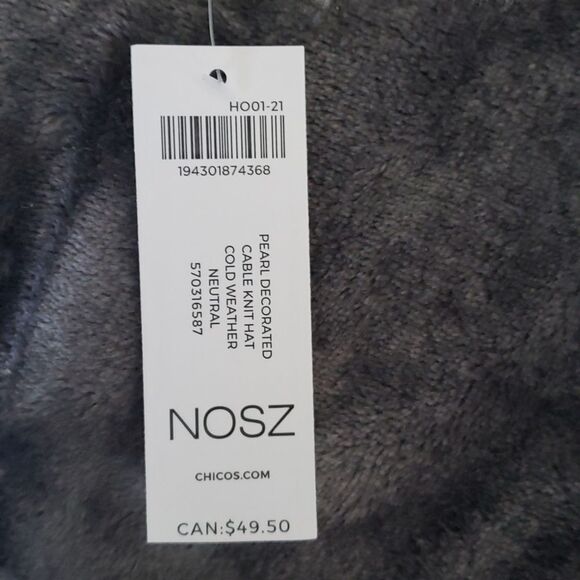 HO01-21
194301874368
PEARL DECORATED
CABLE KNIT HAT
COLD WEATHER
NEUTRAL
570316587
NOSZ
CHICOS.COM
CAN:$49.50